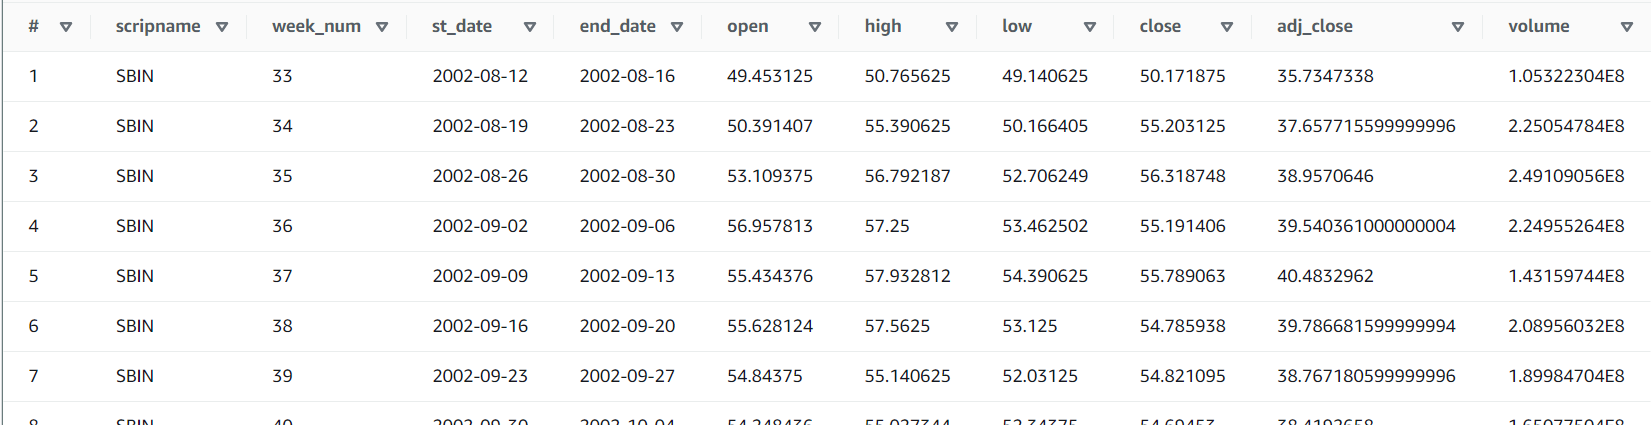 # scripname week_num st_date end_date open high low close adj_close volume
1 SBIN 33 2002-08-12 2002-08-16 49.453125 50.765625 49.140625 50.171875 35.7347338 1.05322304E8
2 SBIN 34 2002-08-19 2002-08-23 50.391407 55.390625 50.166405 55.203125 37.657715599999996 2.25054784E8
3 SBIN 35 2002-08-26 2002-08-30 53.109375 56.792187 52.706249 56.318748 38.9570646 2.49109056E8
4 SBIN 36 2002-09-02 2002-09-06 56.957813 57.25 53.462502 55.191406 39.540361000000004 2.24955264E8
5 SBIN 37 2002-09-09 2002-09-13 55.434376 57.932812 54.390625 55.789063 40.4832962 1.43159744E8
6 SBIN 38 2002-09-16 2002-09-20 55.628124 57.5625 53.125 54.785938 39.786681599999994 2.08956032E8
7 SBIN 39 2002-09-23 2002-09-27 54.84375 55.140625 52.03125 54.821095 38.767180599999996 1.89984704E8
8 SBIN 40 2002-09-30 2002-10-04